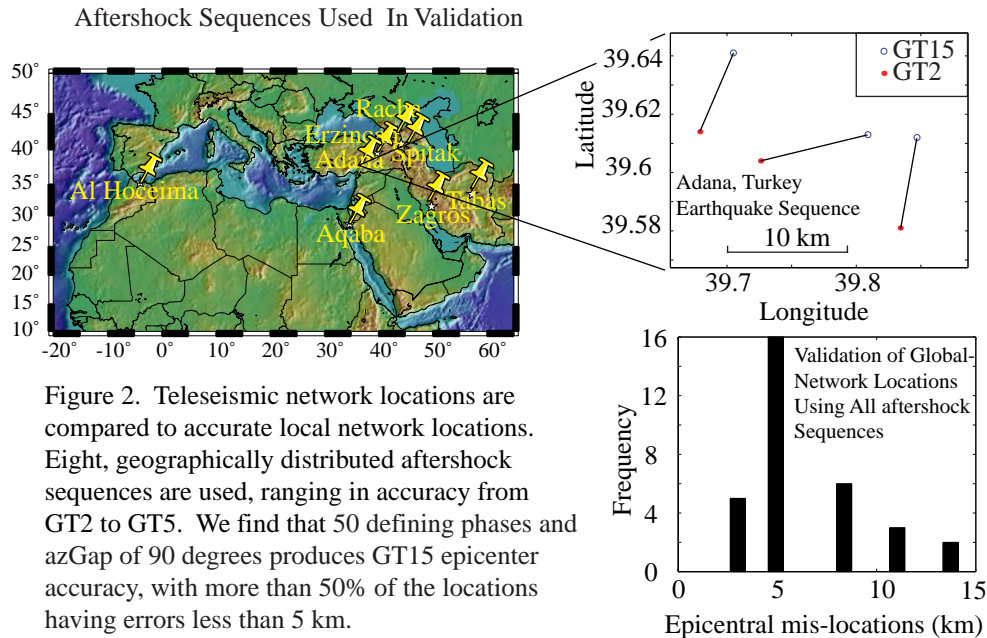 Aftershock Sequences Used In Validation
50°
45°
40°
35°
30°
25°
20°
15°
10°
-20° -10° 0° 10° 20° 30° 40° 50° 60°
Racha
Erzincan
Adana
Spitak
Al Hoceima
Tabas
Zagros
Aqaba
39.64
39.62
39.6
39.58
Latitude
GT15
GT2
Adana, Turkey
Earthquake Sequence
10 km
39.7 39.8
Longitude
Figure 2. Teleseismic network locations are
compared to accurate local network locations.
Eight, geographically distributed aftershock
sequences are used, ranging in accuracy from
GT2 to GT5. We find that 50 defining phases and
azGap of 90 degrees produces GT15 epicenter
accuracy, with more than 50% of the locations
having errors less than 5 km.
16
12
8
4
0
Frequency
Validation of Global-
Network Locations
Using All aftershock
Sequences
0 5 10 15
Epicentral mis-locations (km)